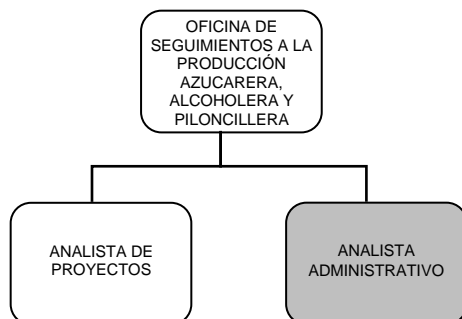 OFICINA DE
SEGUIMIENTOS A LA
PRODUCCIÓN
AZUCARERA,
ALCOHOLERA Y
PILONCILLERA
ANALISTA DE
PROYECTOS
ANALISTA
ADMINISTRATIVO